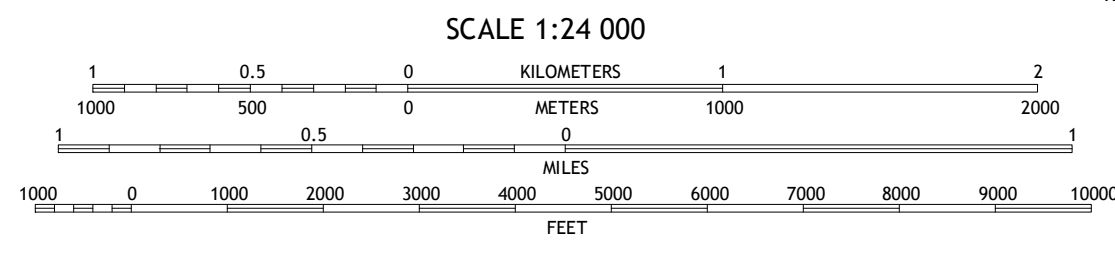 SCALE 1:24 000
1 0.5 0 KILOMETERS 1 2
1000 500 0 METERS 1000 2000
1 0.5 0 1
MILES
1000 0 1000 2000 3000 4000 5000 6000 7000 8000 9000 10000
FEET